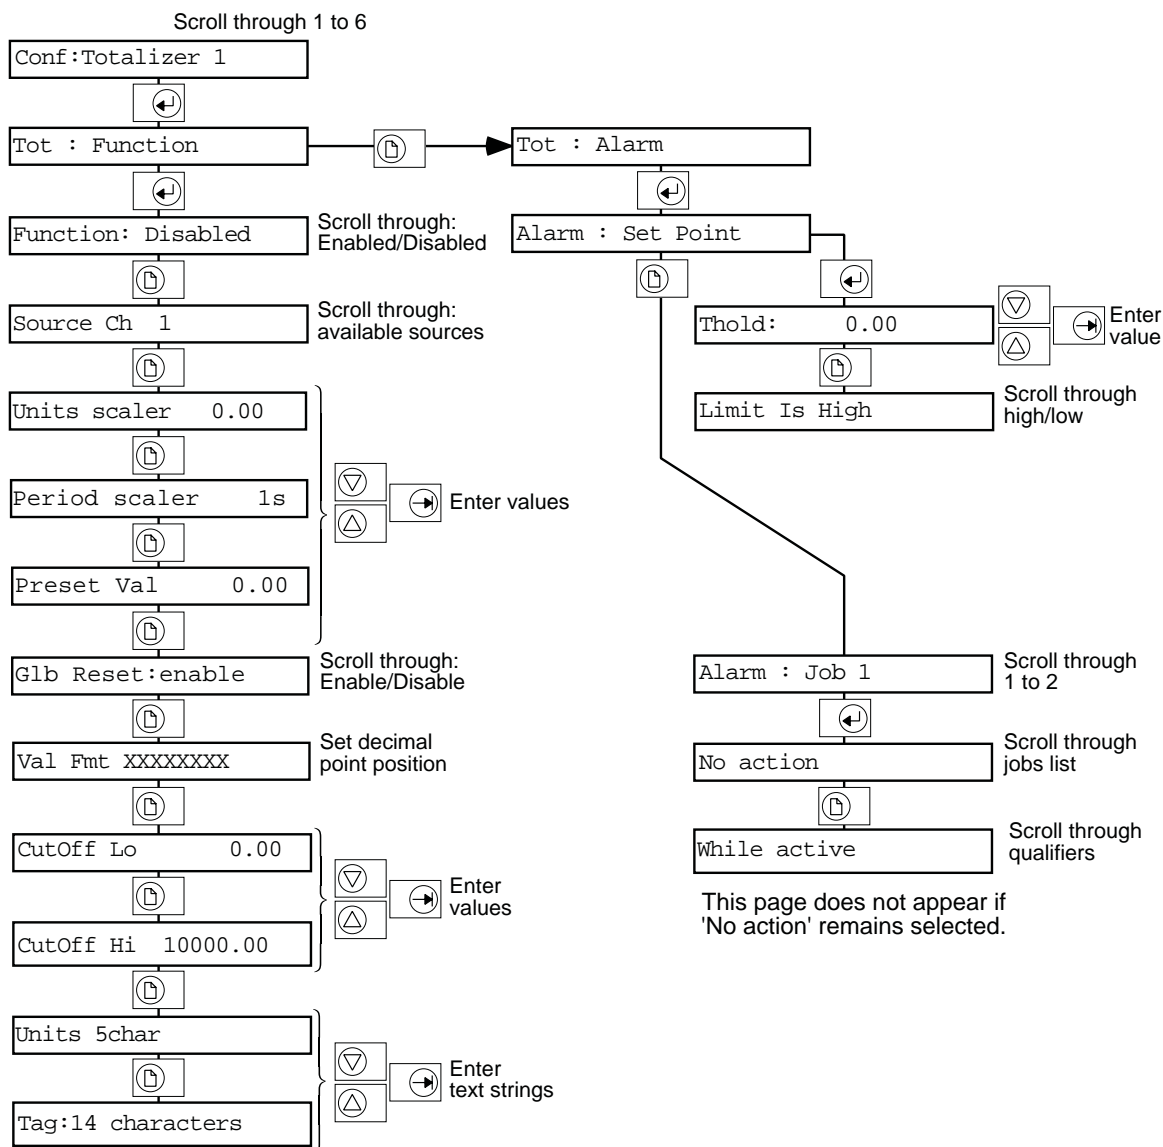 Scroll through 1 to 6
Conf:Totalizer 1
Tot : Function
Function: Disabled
Scroll through:
Enabled/Disabled
Source Ch 1
Scroll through:
available sources
Units scaler 0.00
Period scaler 1s
Preset Val 0.00
Enter values
Glb Reset:enable
Scroll through:
Enable/Disable
Val Fmt XXXXXXXX
Set decimal
point position
CutOff Lo 0.00
CutOff Hi 10000.00
Enter
values
Units 5char
Tag:14 characters
Enter
text strings
Tot : Alarm
Alarm : Set Point
Thold: 0.00
Enter
value
Limit Is High
Scroll through
high/low
Alarm : Job 1
Scroll through
1 to 2
No action
Scroll through
jobs list
While active
Scroll through
qualifiers
This page does not appear if
'No action' remains selected.